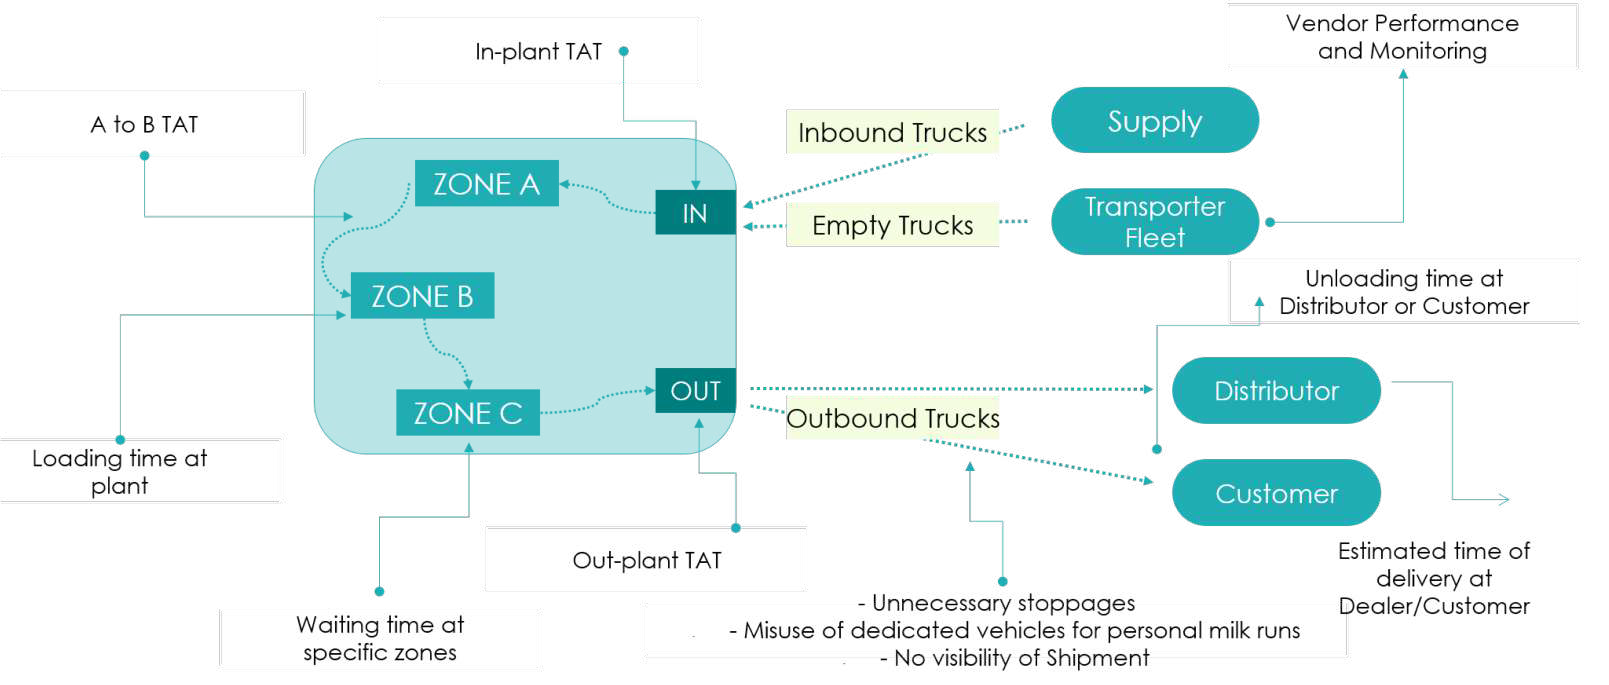 Vendor Performance
and Monitoring
In-plant TAT
A to B TAT
Inbound Trucks
Supply
ZONE A
IN
Empty Trucks
Transporter
Fleet
ZONE B
Unloading time at
Distributor or Customer
OUT
Distributor
ZONE C
Outbound Trucks
Loading time at
plant
Customer
Out-plant TAT
Estimated time of
delivery at
Dealer/Customer
Waiting time at
specific zones
- Unnecessary stoppages
- Misuse of dedicated vehicles for personal milk runs
- No visibility of Shipment